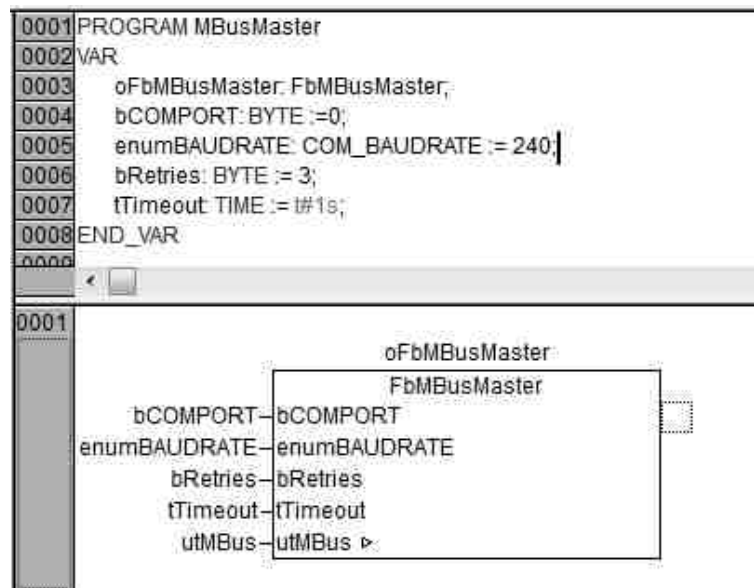 0001 PROGRAM MBusMaster
0002 VAR
0003 oFbMBusMaster: FbMBusMaster;
0004 bCOMPORT: BYTE :=0;
0005 enumBAUDRATE: COM_BAUDRATE := 240;
0006 bRetries: BYTE := 3;
0007 tTimeout: TIME := t#1s;
0008 END_VAR
0009
0001
oFbMBusMaster
FbMBusMaster
bCOMPORT bCOMPORT
enumBAUDRATE enumBAUDRATE
bRetries bRetries
tTimeout tTimeout
utMBus utMBus ▹